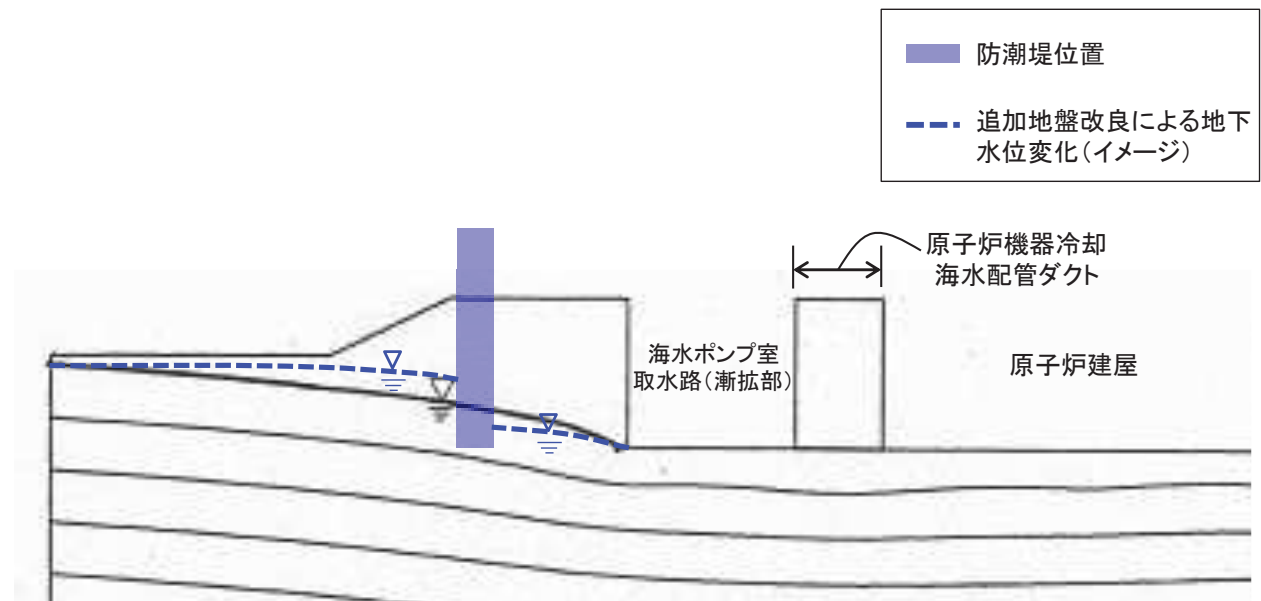 防潮堤位置
追加地盤改良による地下
水位変化(イメージ)
原子炉機器冷却
海水配管ダクト
海水ポンプ室
取水路(漸拡部)
原子炉建屋